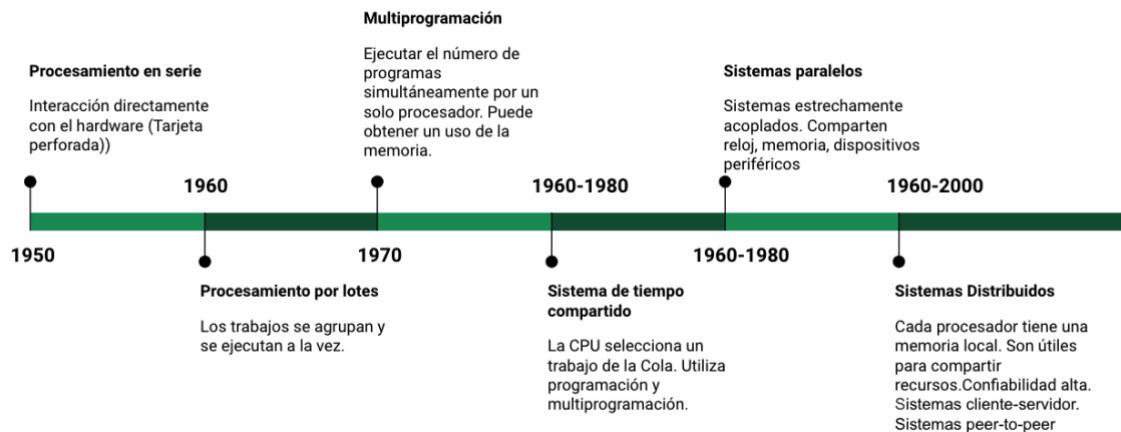 Procesamiento en serie
Interacción directamente
con el hardware (Tarjeta
perforada))
1950
1960
Procesamiento por lotes
Los trabajos se agrupan y
se ejecutan a la vez.
Multiprogramación
Ejecutar el número de
programas
simultáneamente por un
solo procesador. Puede
obtener un uso de la
memoria.
1970
1960-1980
Sistema de tiempo
compartido
La CPU selecciona un
trabajo de la Cola. Utiliza
programación y
multiprogramación.
Sistemas paralelos
Sistemas estrechamente
acoplados. Comparten
reloj, memoria, dispositivos
periféricos
1960-1980
1960-2000
Sistemas Distribuidos
Cada procesador tiene una
memoria local. Son útiles
para compartir
recursos.Confiabilidad alta.
Sistemas cliente-servidor.
Sistemas peer-to-peer